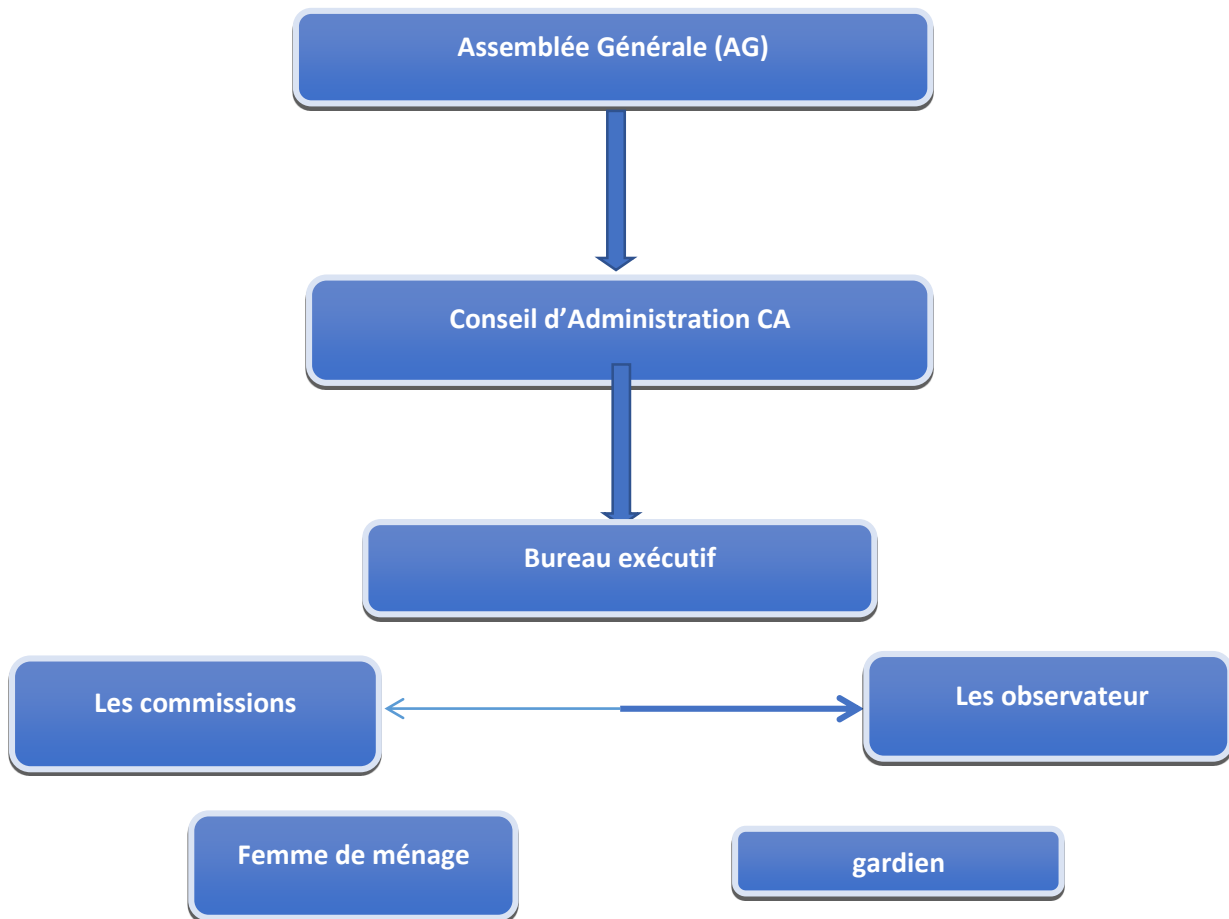 Assemblée Générale (AG)
Conseil d’Administration CA
Bureau exécutif
Les commissions
Les observateur
Femme de ménage
gardien